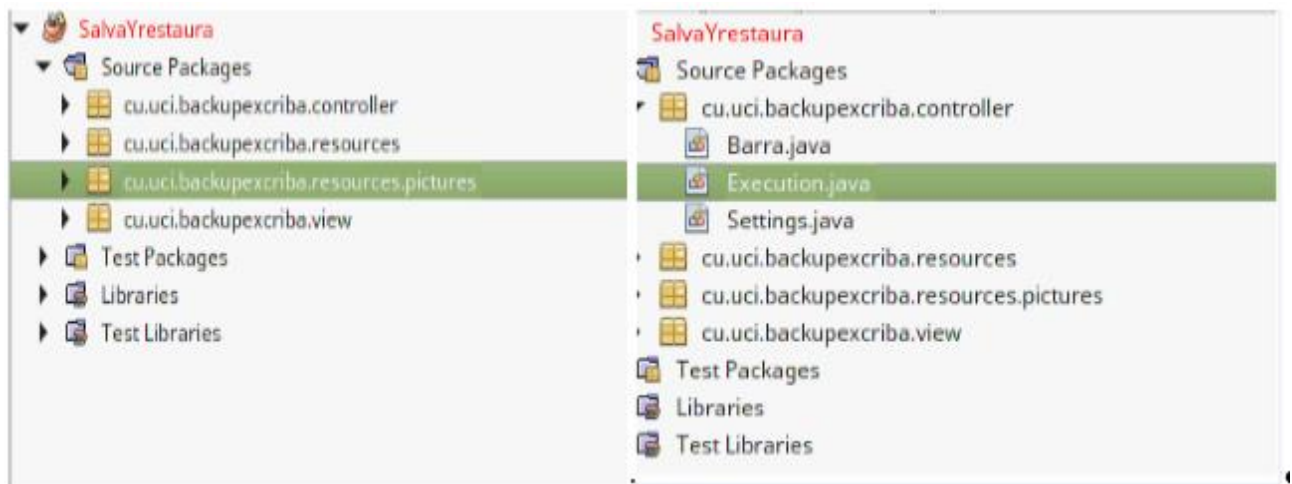 SalvaYrestaura
Source Packages
cu.uci.backupexcriba.controller
cu.uci.backupexcriba.resources
cu.uci.backupexcriba.resources.pictures
cu.uci.backupexcriba.view
Test Packages
Libraries
Test Libraries
SalvaYrestaura
Source Packages
cu.uci.backupexcriba.controller
Barra.java
Execution.java
Settings.java
cu.uci.backupexcriba.resources
cu.uci.backupexcriba.resources.pictures
cu.uci.backupexcriba.view
Test Packages
Libraries
Test Libraries